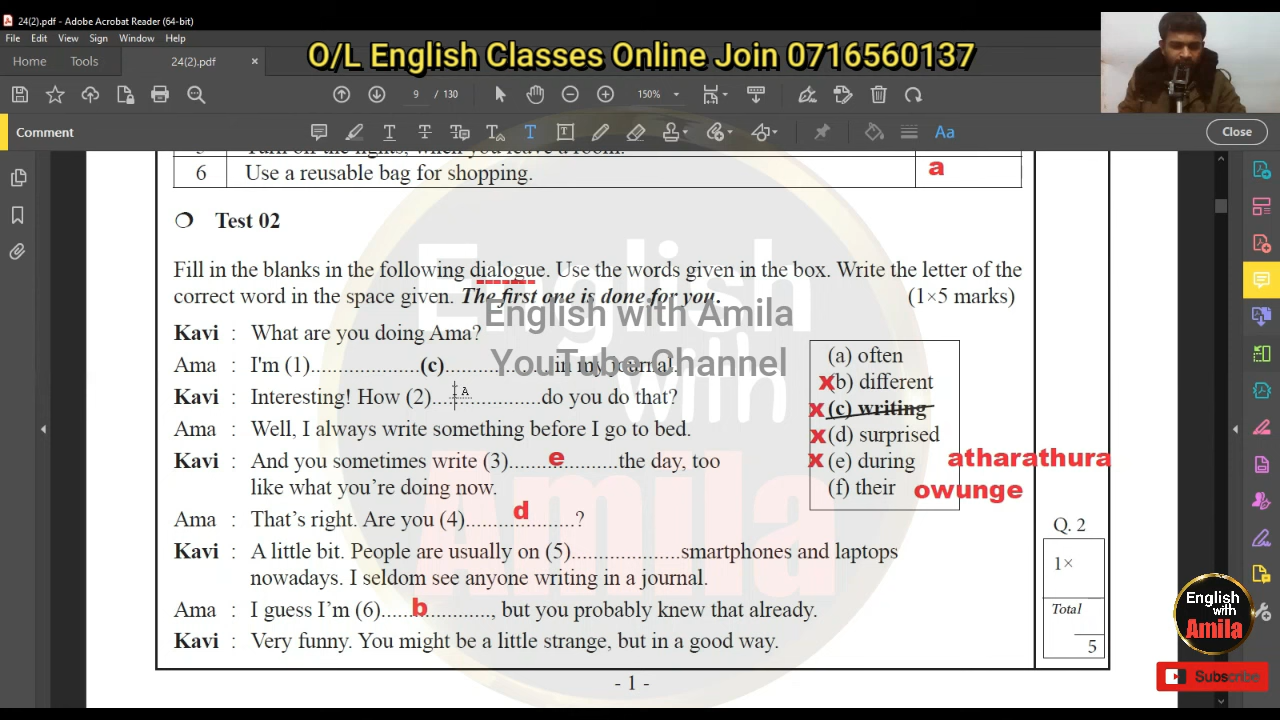 24(2).pdf - Adobe Acrobat Reader (64-bit)
File Edit View Sign Window Help
O/L English Classes Online Join 0716560137
Home Tools 24(2).pdf ×
9 / 130 150%
Comment Close
6 Use a reusable bag for shopping. a
Test 02
Fill in the blanks in the following dialogue. Use the words given in the box. Write the letter of the
correct word in the space given. The first one is done for you. (1×5 marks)
English with Amila
YouTube Channel
Kavi : What are you doing Ama?
Ama : I'm (1)....................(c)....................in my journal.
Kavi : Interesting! How (2)....................do you do that?
Ama : Well, I always write something before I go to bed.
Kavi : And you sometimes write (3).........e..........the day, too
like what you're doing now.
Ama : That's right. Are you (4).........d..........?
Kavi : A little bit. People are usually on (5)....................smartphones and laptops
nowadays. I seldom see anyone writing in a journal.
Ama : I guess I'm (6)......b............., but you probably knew that already.
Kavi : Very funny. You might be a little strange, but in a good way.
(a) often
x(b) different
x (c) writing
x (d) surprised
x (e) during atharathura
(f) their owunge
Q. 2
1×
Total
5
- 1 -
English
with
Amila
English
with
Amila
Subscribe